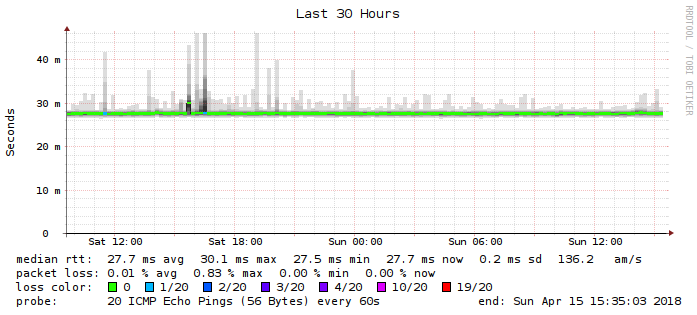 Last 30 Hours
RRDTOOL / TOBI OETIKER
Seconds
40 m
30 m
20 m
10 m
0
Sat 12:00 Sat 18:00 Sun 00:00 Sun 06:00 Sun 12:00
median rtt: 27.7 ms avg 30.1 ms max 27.5 ms min 27.7 ms now 0.2 ms sd 136.2 am/s
packet loss: 0.01 % avg 0.83 % max 0.00 % min 0.00 % now
loss color: 0 1/20 2/20 3/20 4/20 10/20 19/20
probe: 20 ICMP Echo Pings (56 Bytes) every 60s end: Sun Apr 15 15:35:03 2018